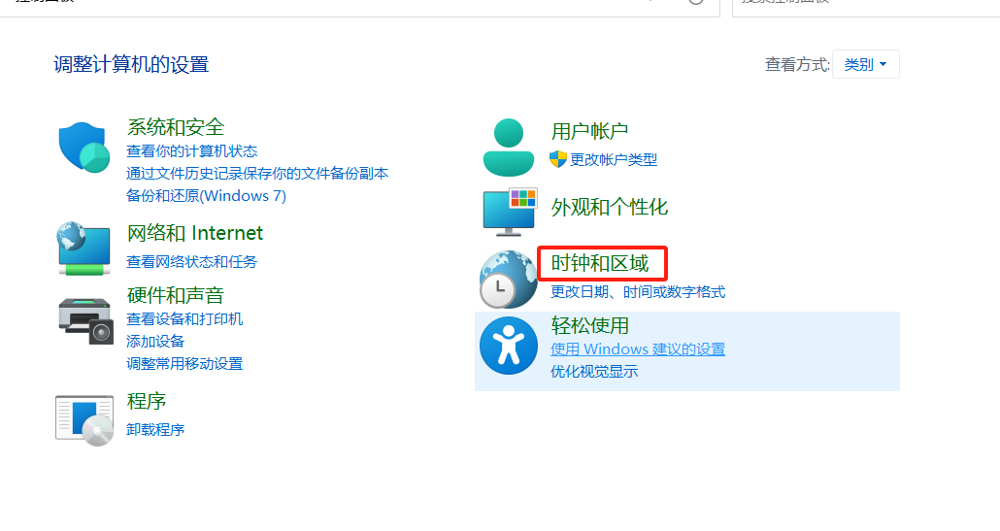 调整计算机的设置
查看方式:
类别
系统和安全
查看你的计算机状态
通过文件历史记录保存你的文件备份副本
备份和还原(Windows 7)
网络和 Internet
查看网络状态和任务
硬件和声音
查看设备和打印机
添加设备
调整常用移动设置
程序
卸载程序
用户帐户
更改帐户类型
外观和个性化
时钟和区域
更改日期、时间或数字格式
轻松使用
使用 Windows 建议的设置
优化视觉显示